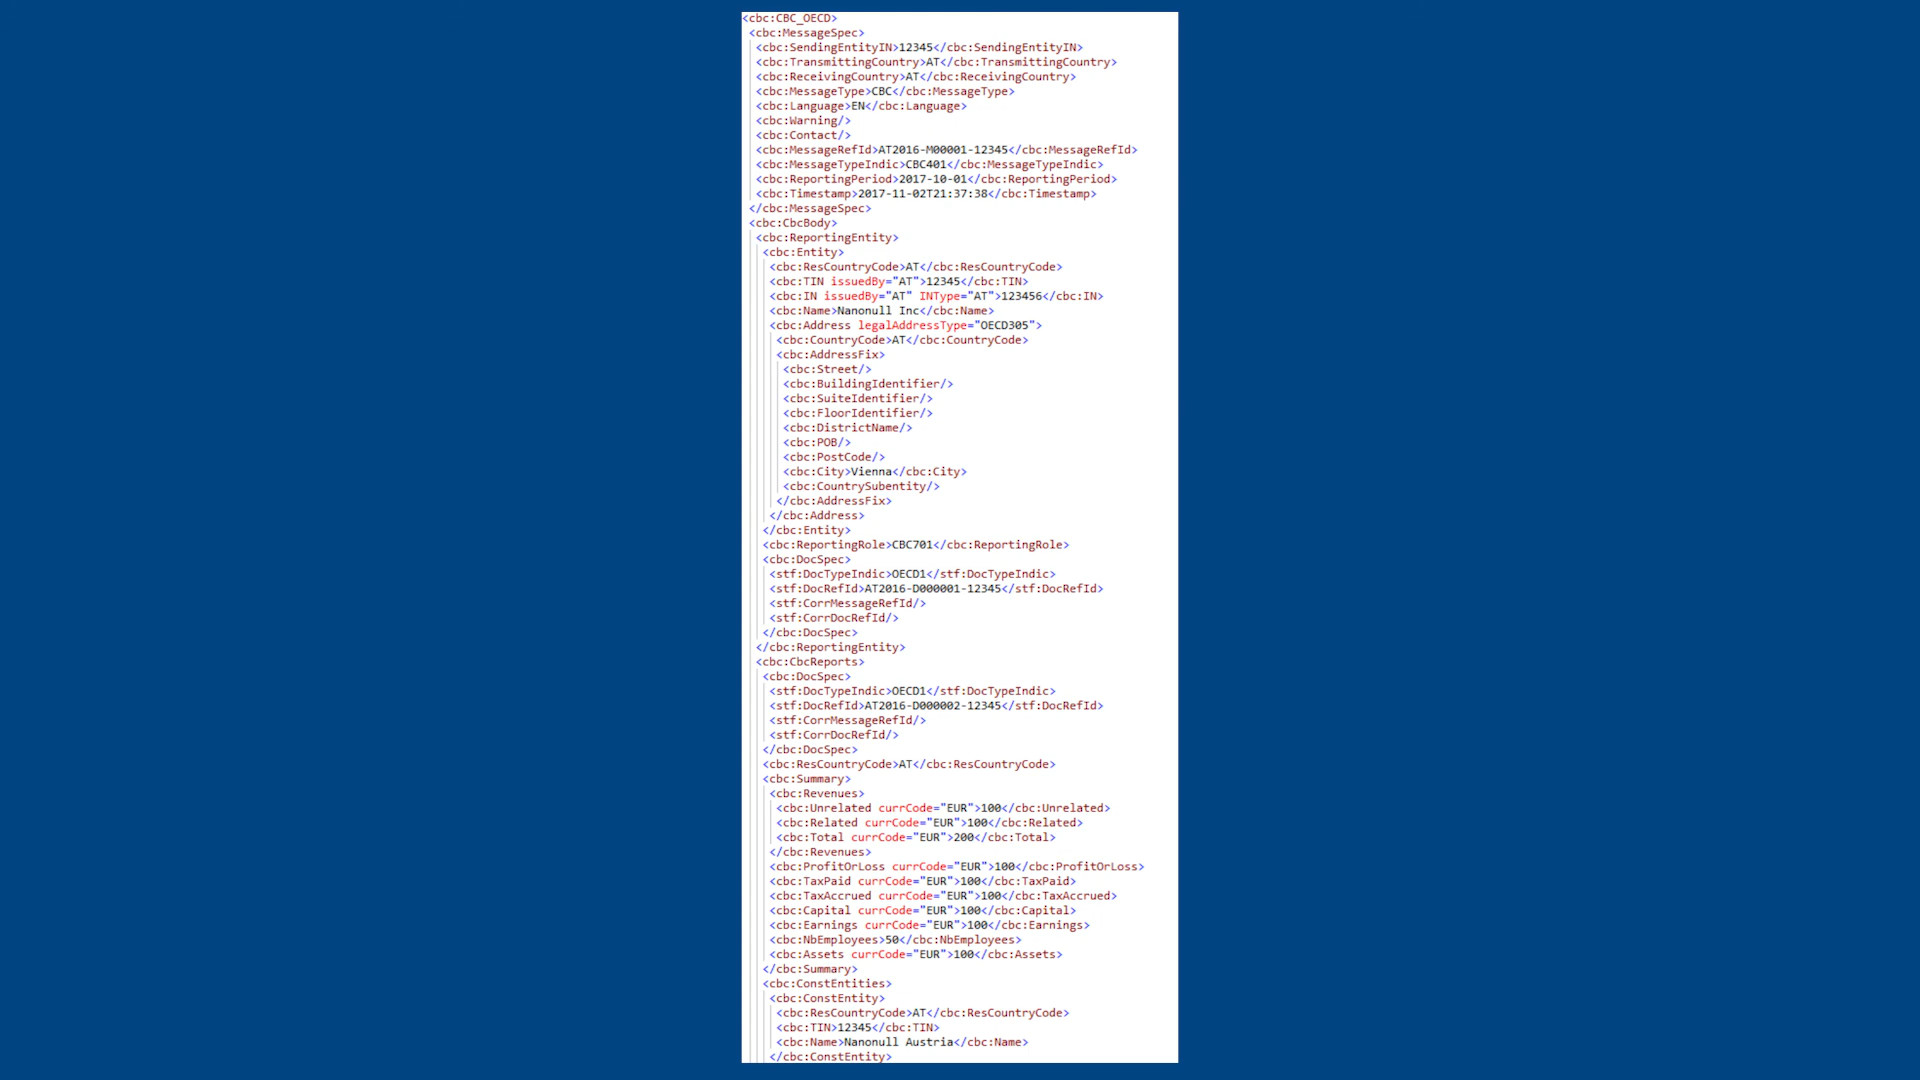 <cbc:CBC_OECD>
<cbc:MessageSpec>
<cbc:SendingEntityIN>12345</cbc:SendingEntityIN>
<cbc:TransmittingCountry>AT</cbc:TransmittingCountry>
<cbc:ReceivingCountry>AT</cbc:ReceivingCountry>
<cbc:MessageType>CBC</cbc:MessageType>
<cbc:Language>EN</cbc:Language>
<cbc:Warning/>
<cbc:Contact/>
<cbc:MessageRefId>AT2016-M00001-12345</cbc:MessageRefId>
<cbc:MessageTypeIndic>CBC401</cbc:MessageTypeIndic>
<cbc:ReportingPeriod>2017-10-01</cbc:ReportingPeriod>
<cbc:Timestamp>2017-11-02T21:37:38</cbc:Timestamp>
</cbc:MessageSpec>
<cbc:CbcBody>
<cbc:ReportingEntity>
<cbc:Entity>
<cbc:ResCountryCode>AT</cbc:ResCountryCode>
<cbc:TIN issuedBy="AT">12345</cbc:TIN>
<cbc:IN issuedBy="AT" INType="AT">123456</cbc:IN>
<cbc:Name>Nanonull Inc</cbc:Name>
<cbc:Address legalAddressType="OECD305">
<cbc:CountryCode>AT</cbc:CountryCode>
<cbc:AddressFix>
<cbc:Street/>
<cbc:BuildingIdentifier/>
<cbc:SuiteIdentifier/>
<cbc:FloorIdentifier/>
<cbc:DistrictName/>
<cbc:POB/>
<cbc:PostCode/>
<cbc:City>Vienna</cbc:City>
<cbc:CountrySubentity/>
</cbc:AddressFix>
</cbc:Address>
</cbc:Entity>
<cbc:ReportingRole>CBC701</cbc:ReportingRole>
<cbc:DocSpec>
<stf:DocTypeIndic>OECD1</stf:DocTypeIndic>
<stf:DocRefId>AT2016-D000001-12345</stf:DocRefId>
<stf:CorrMessageRefId/>
<stf:CorrDocRefId/>
</cbc:DocSpec>
</cbc:ReportingEntity>
<cbc:CbcReports>
<cbc:DocSpec>
<stf:DocTypeIndic>OECD1</stf:DocTypeIndic>
<stf:DocRefId>AT2016-D000002-12345</stf:DocRefId>
<stf:CorrMessageRefId/>
<stf:CorrDocRefId/>
</cbc:DocSpec>
<cbc:ResCountryCode>AT</cbc:ResCountryCode>
<cbc:Summary>
<cbc:Revenues>
<cbc:Unrelated currCode="EUR">100</cbc:Unrelated>
<cbc:Related currCode="EUR">100</cbc:Related>
<cbc:Total currCode="EUR">200</cbc:Total>
</cbc:Revenues>
<cbc:ProfitOrLoss currCode="EUR">100</cbc:ProfitOrLoss>
<cbc:TaxPaid currCode="EUR">100</cbc:TaxPaid>
<cbc:TaxAccrued currCode="EUR">100</cbc:TaxAccrued>
<cbc:Capital currCode="EUR">100</cbc:Capital>
<cbc:Earnings currCode="EUR">100</cbc:Earnings>
<cbc:NbEmployees>50</cbc:NbEmployees>
<cbc:Assets currCode="EUR">100</cbc:Assets>
</cbc:Summary>
<cbc:ConstEntities>
<cbc:ConstEntity>
<cbc:ResCountryCode>AT</cbc:ResCountryCode>
<cbc:TIN>12345</cbc:TIN>
<cbc:Name>Nanonull Austria</cbc:Name>
</cbc:ConstEntity>